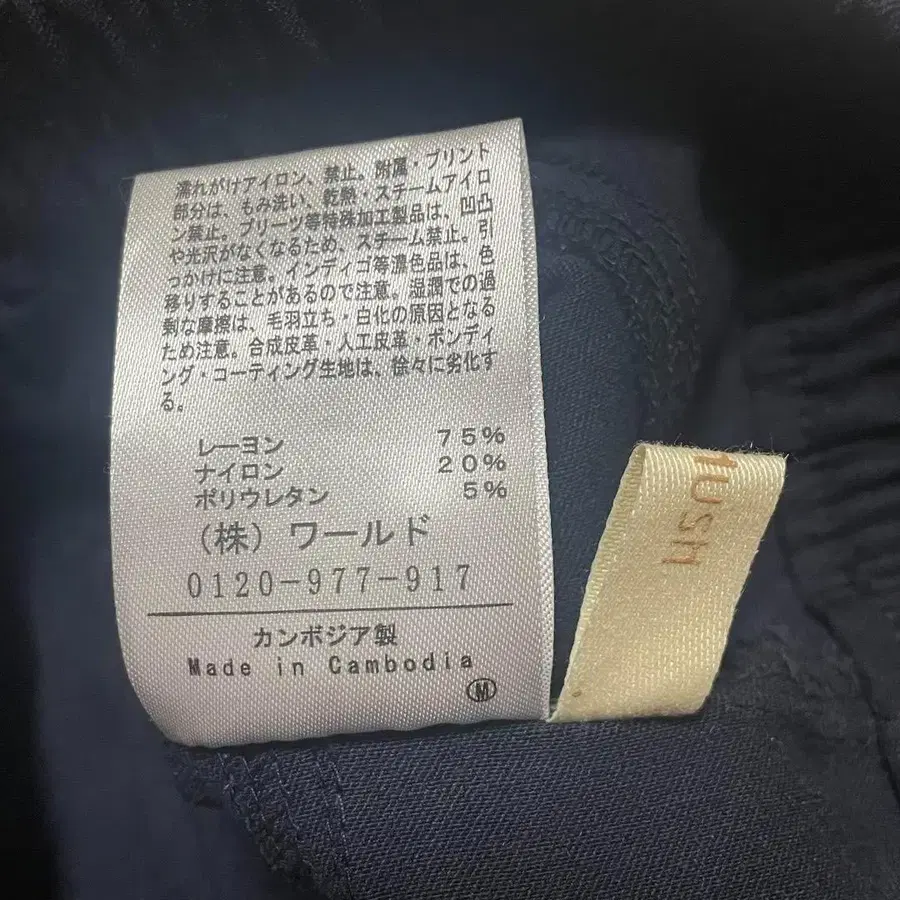 濡れがけアイロン、禁止。附属・プリント
部分は、もみ洗い、乾熱・スチームアイロ
ン禁止。プリーツ等特殊加工製品は、凹凸
や光沢がなくなるため、スチーム禁止。引
っかけに注意。インディゴ等濃色品は、色
移りすることがあるので注意。湿潤での過
剰な摩擦は、毛羽立ち・白化の原因となる
ため注意。合成皮革・人工皮革・ボンディ
ング・コーティング生地は、徐々に劣化す
る。
レーヨン 75%
ナイロン 20%
ポリウレタン 5%
(株)ワールド
0120-977-917
カンボジア製
Made in Cambodia
M